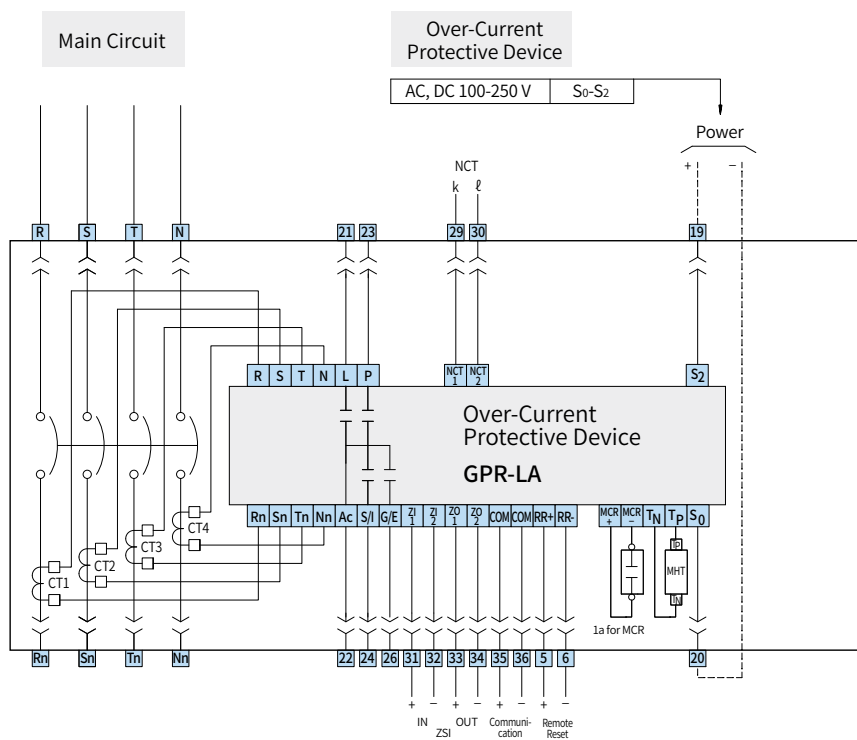 Main Circuit
Over-Current
Protective Device
AC, DC 100-250 V S0-S2
Power
+ −
NCT
k ℓ
R S T N 21 23 29 30 19
R S T N L P NCT 1 NCT 2 S2
Over-Current
Protective Device
GPR-LA
Rn Sn Tn Nn Ac S/I G/E ZI 1 ZI 2 ZO 1 ZO 2 COM COM RR+ RR- MCR + MCR − TN TP S0
CT4
CT3
CT2
CT1
TP
MHT
TN
1a for MCR
Rn Sn Tn Nn 22 24 26 31 32 33 34 35 36 5 6 20
+ − + − + − + −
IN OUT
ZSI
Communi-
cation
Remote
Reset